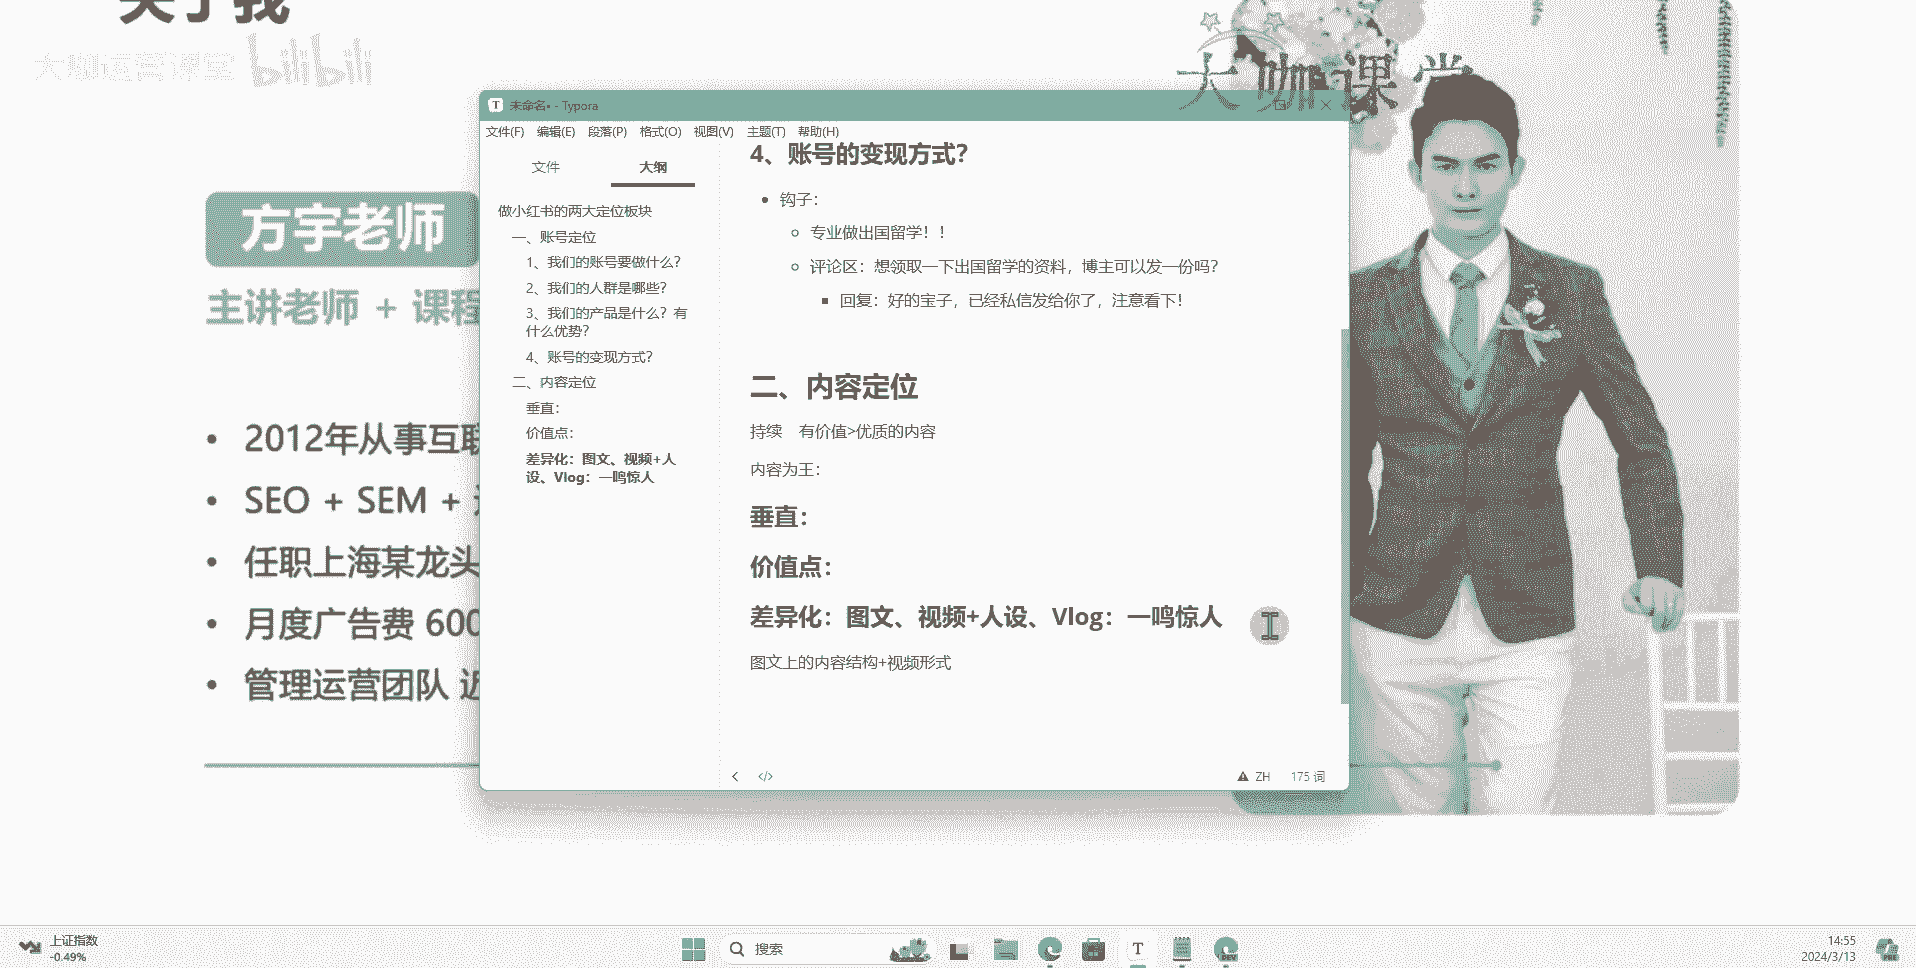 关于我
大咖运营课堂 bilibili
大咖课堂
方宇老师
主讲老师 + 课程
2012年从事互联
SEO + SEM +
任职上海某龙头
月度广告费 600
管理运营团队 近
未命名• - Typora
文件(F) 编辑(E) 段落(P) 格式(O) 视图(V) 主题(T) 帮助(H)
文件 大纲
做小红书的两大定位板块
一、账号定位
1、我们的账号要做什么?
2、我们的人群是哪些?
3、我们的产品是什么? 有
什么优势?
4、账号的变现方式?
二、内容定位
垂直:
价值点:
差异化: 图文、视频+人
设、Vlog: 一鸣惊人
4、账号的变现方式?
钩子:
专业做出国留学! !
评论区: 想领取一下出国留学的资料, 博主可以发一份吗?
回复: 好的宝子, 已经私信发给你了, 注意看下!
二、内容定位
持续 有价值>优质的内容
内容为王:
垂直:
价值点:
差异化: 图文、视频+人设、Vlog: 一鸣惊人
图文上的内容结构+视频形式
</> ZH 175 词
上证指数
-0.49%
搜索
T
DEV
14:55
2024/3/13
PRE